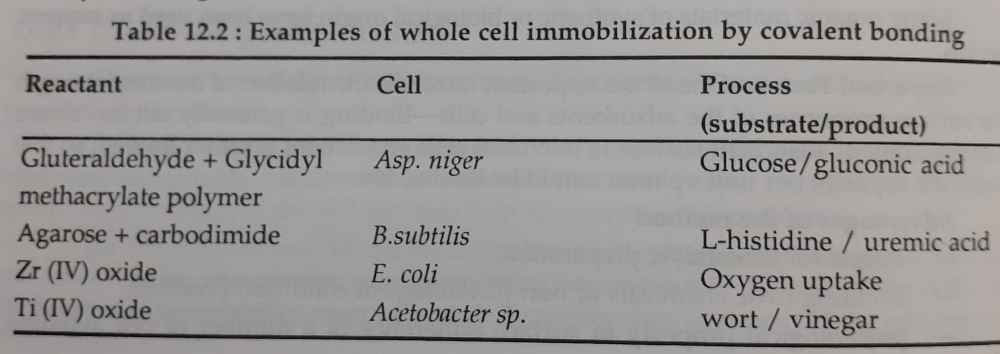 Table 12.2 : Examples of whole cell immobilization by covalent bonding
Reactant Cell Process
(substrate/product)
Gluteraldehyde + Glycidyl Asp. niger Glucose/gluconic acid
methacrylate polymer
Agarose + carbodimide B.subtilis L-histidine / uremic acid
Zr (IV) oxide E. coli Oxygen uptake
Ti (IV) oxide Acetobacter sp. wort / vinegar